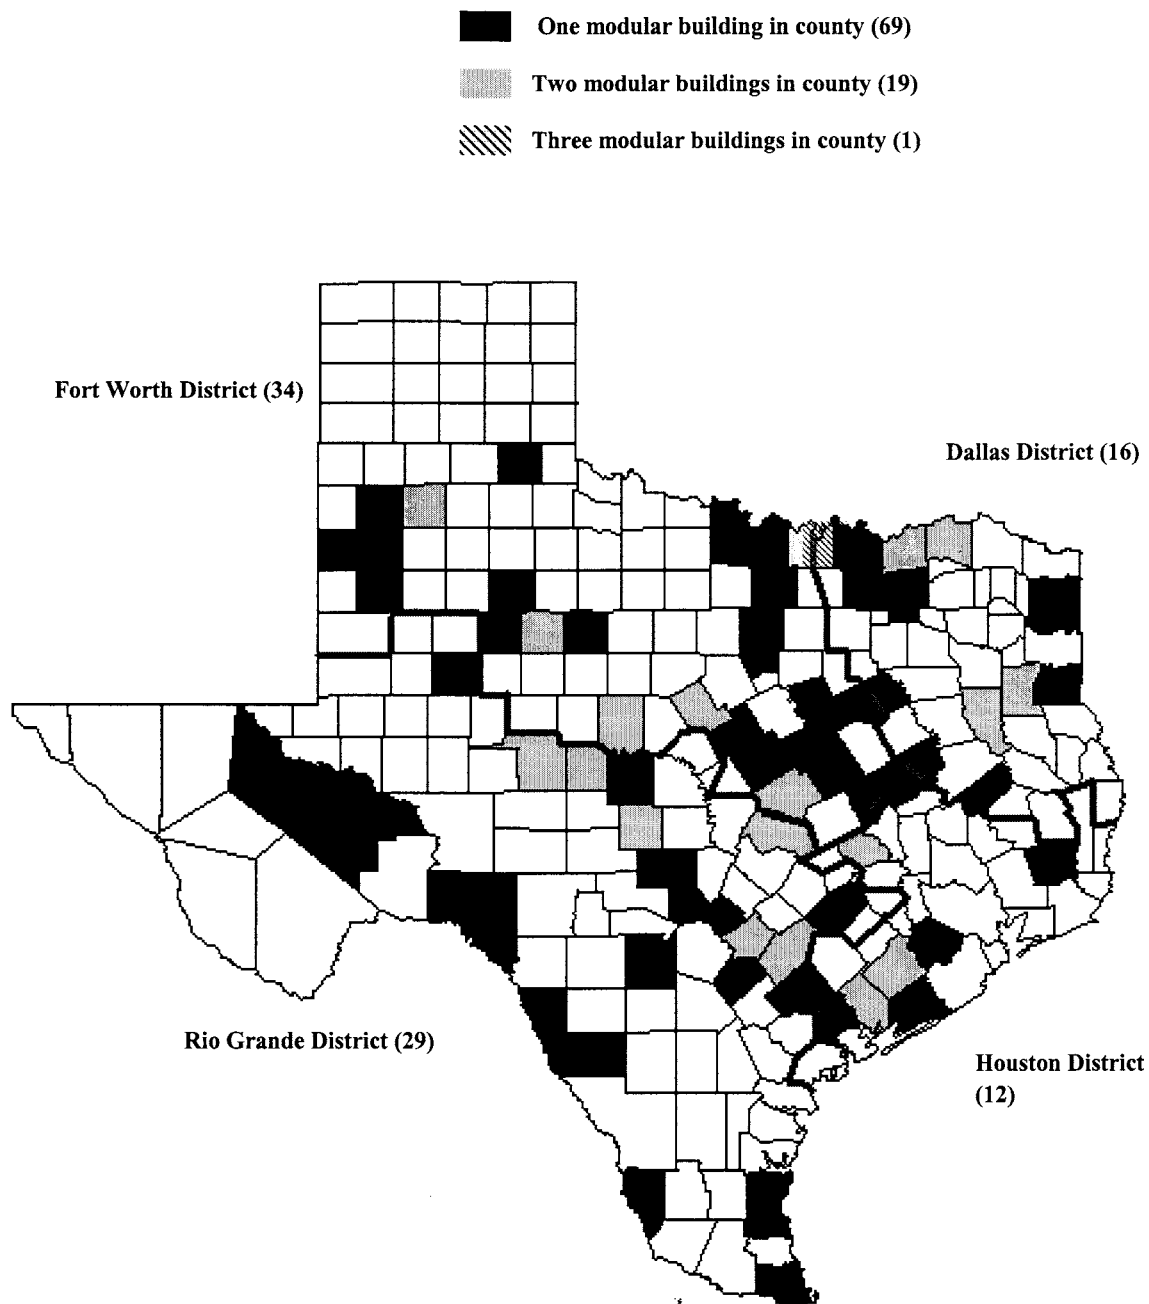 One modular building in county (69)
Two modular buildings in county (19)
Three modular buildings in county (1)
Fort Worth District (34)
Dallas District (16)
Rio Grande District (29)
Houston District
(12)